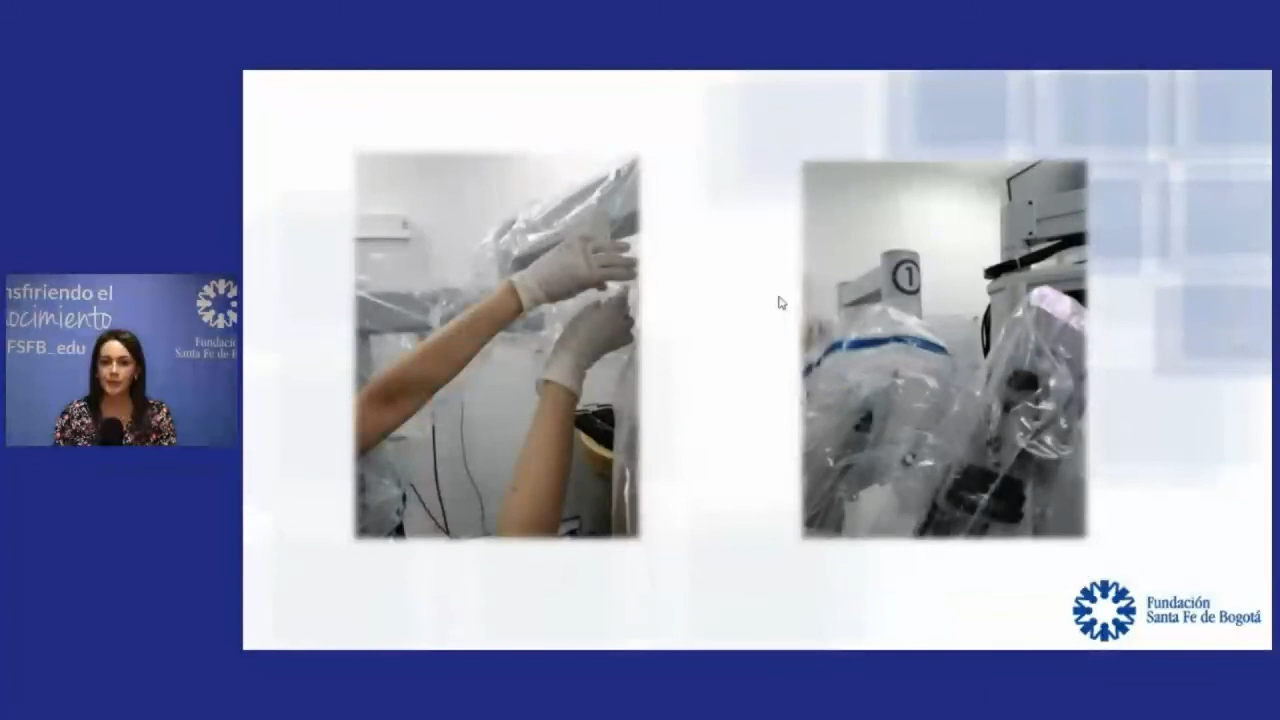 nsfiriendo el
ocimiento
FSFB_edu
Fundació
Santa Fe de B
1
Fundación
Santa Fe de Bogotá